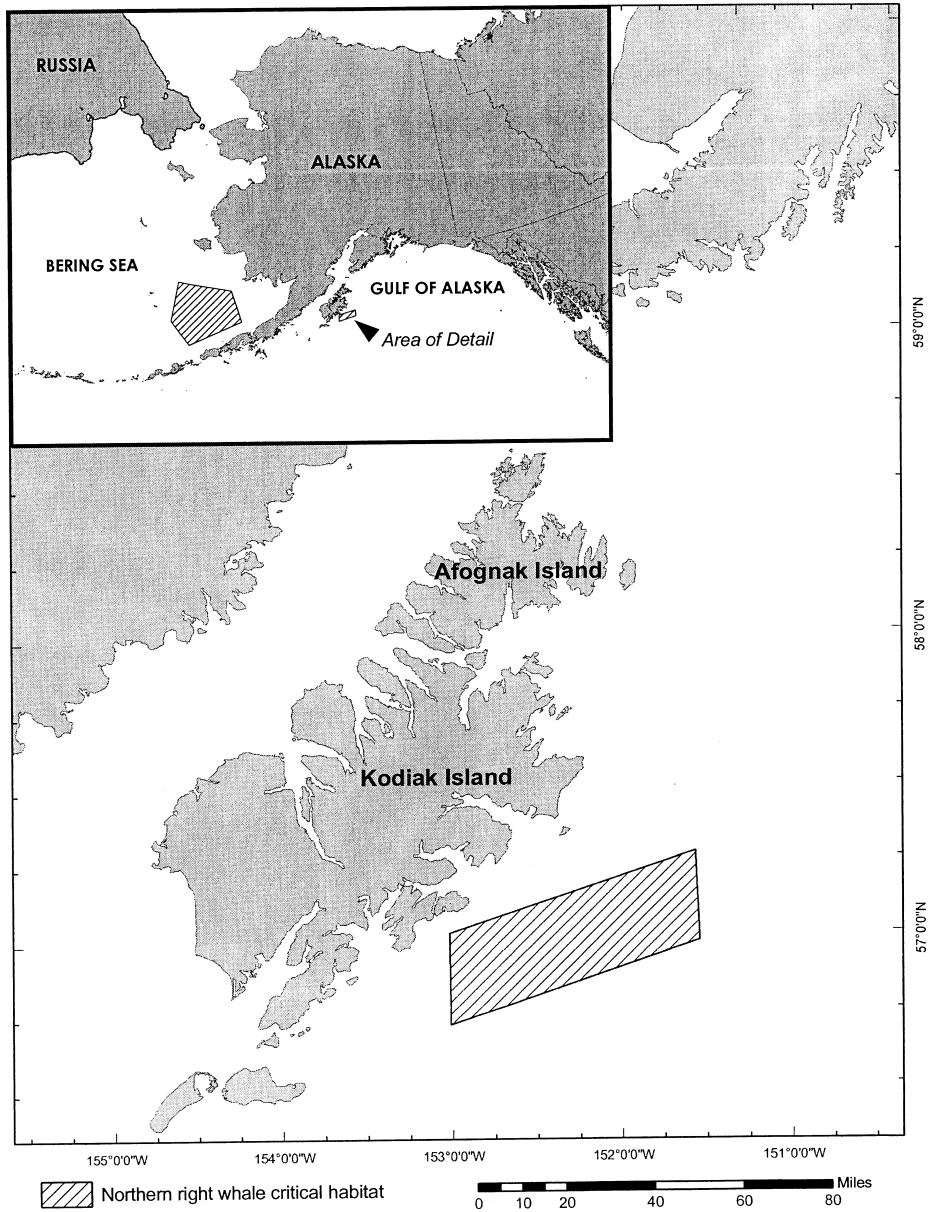 RUSSIA
ALASKA
BERING SEA
GULF OF ALASKA
Area of Detail
59°0'0"N
Afognak Island
58°0'0"N
Kodiak Island
57°0'0"N
155°0'0"W
154°0'0"W
153°0'0"W
152°0'0"W
151°0'0"W
Northern right whale critical habitat
Miles
0 10 20 40 60 80